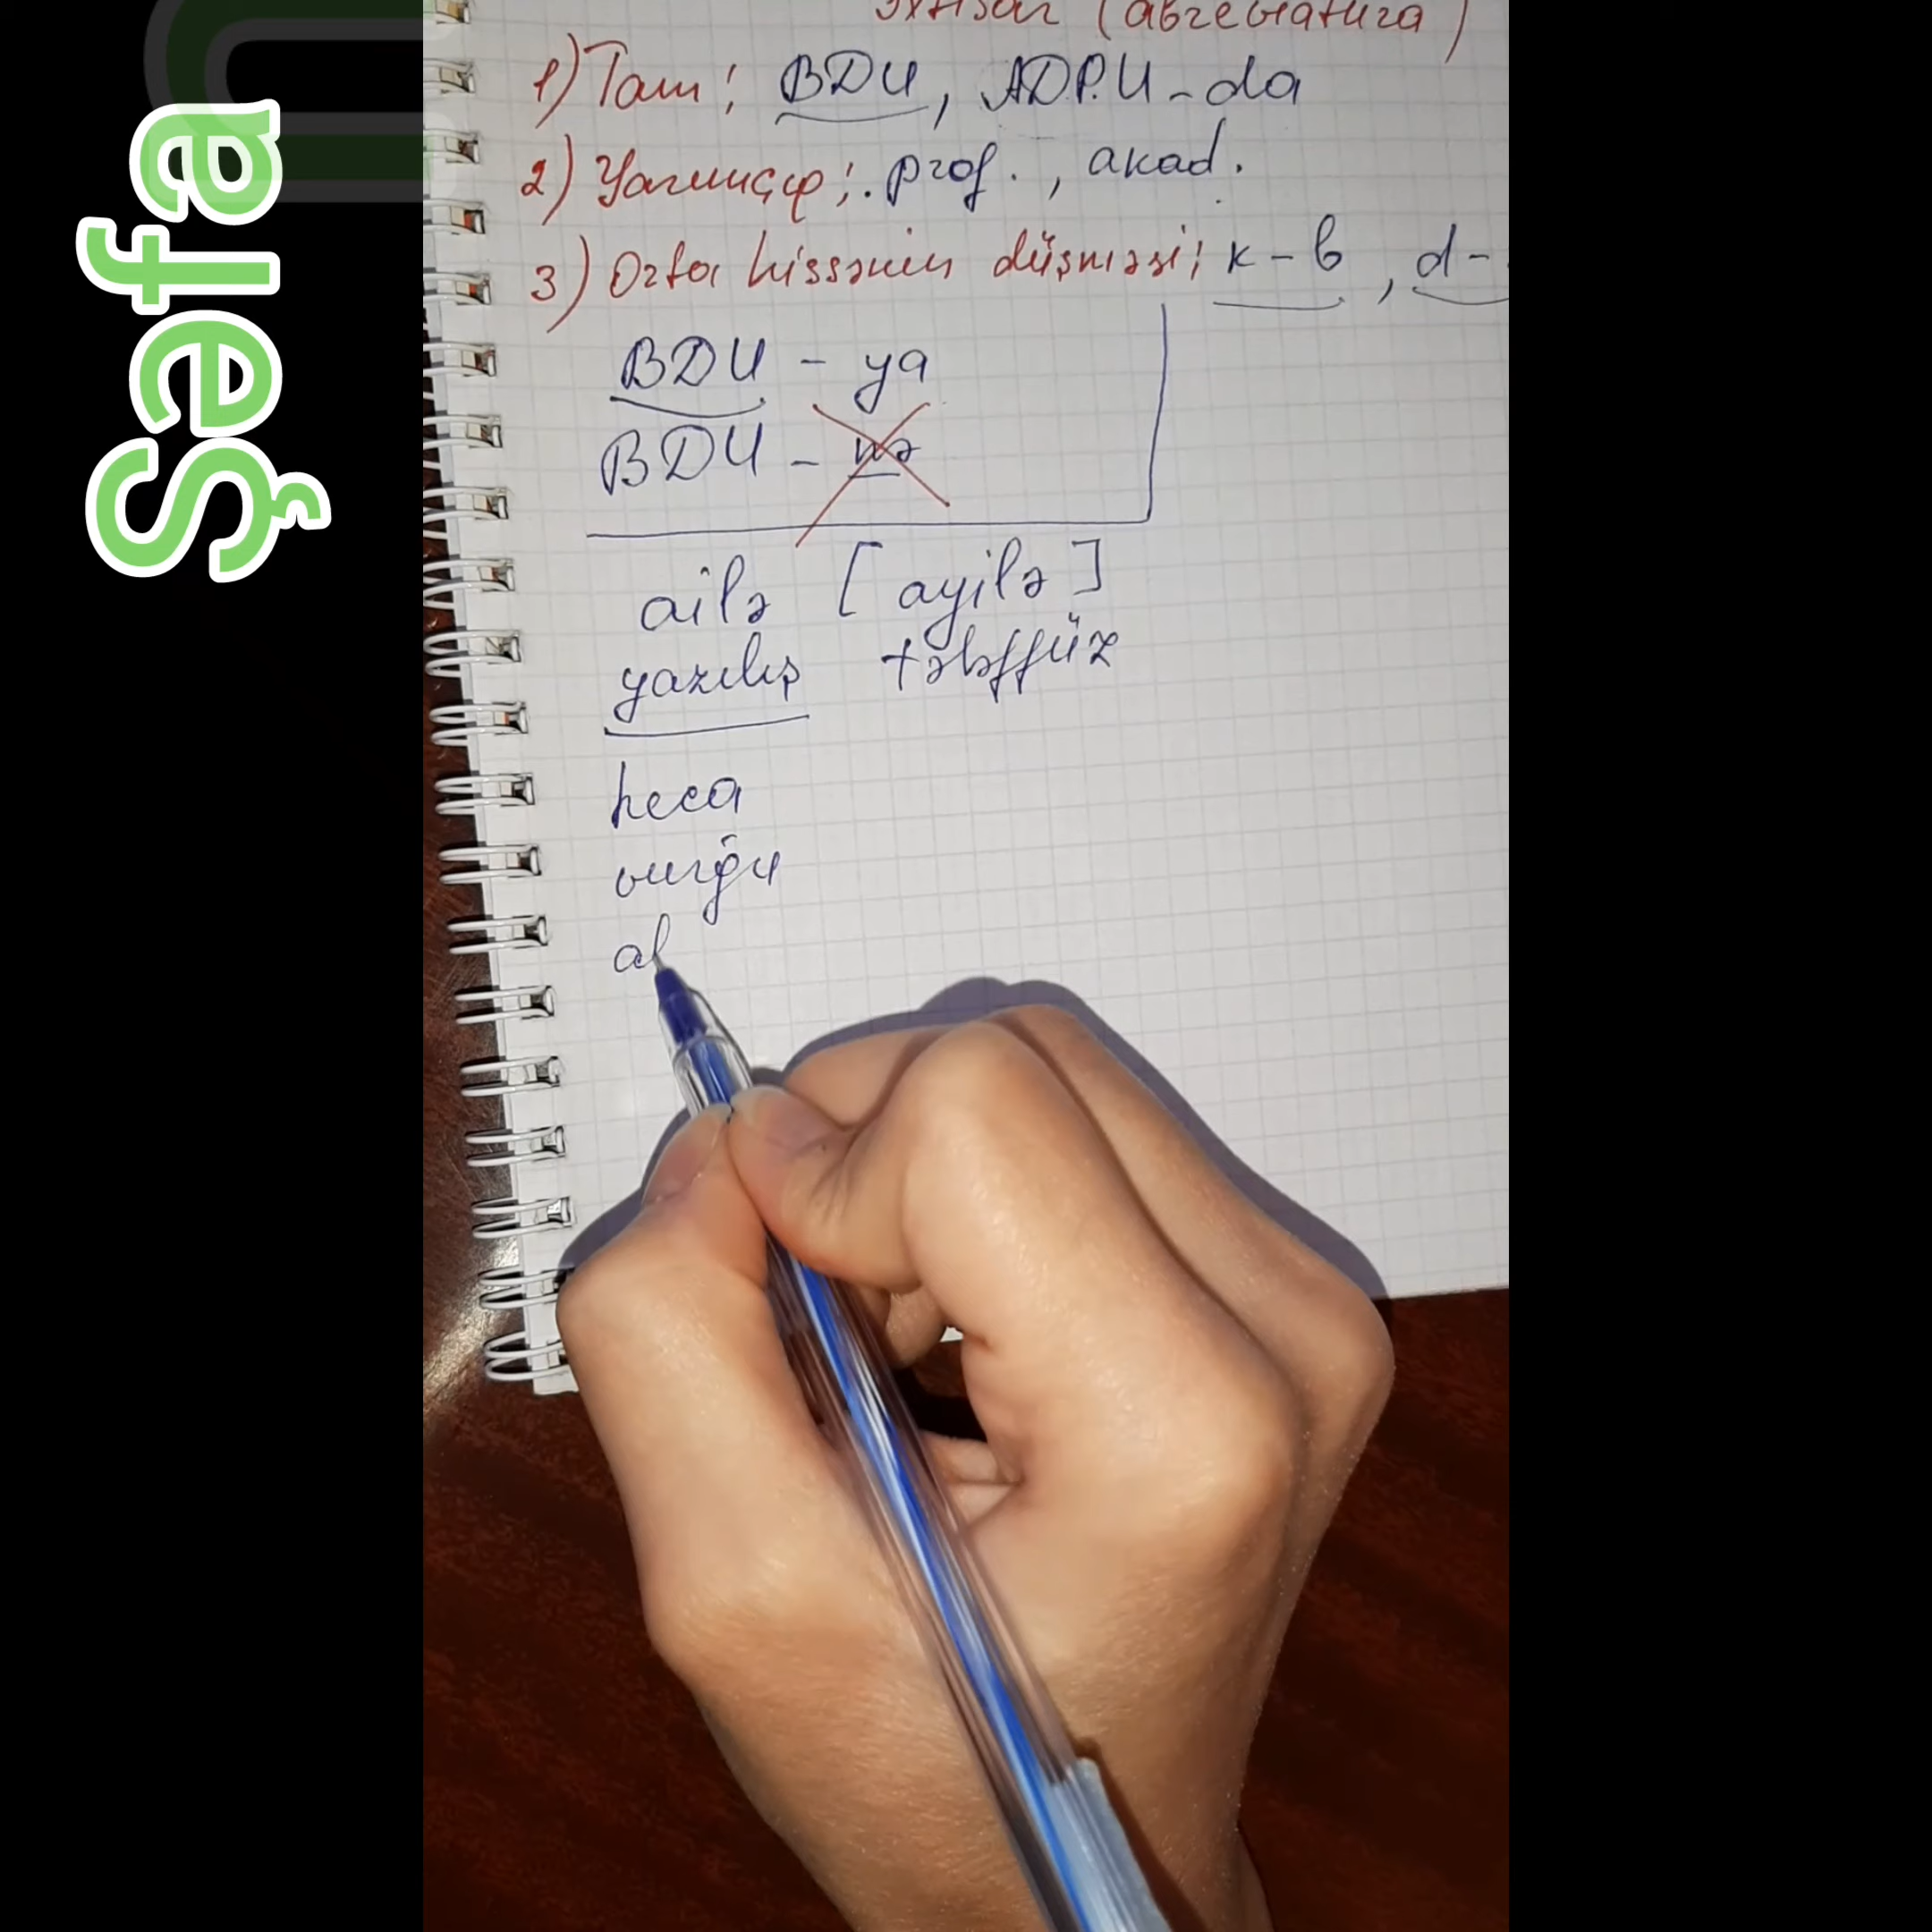 Şefa
İxtisar (abreviatura)
1) Tam: BDU, ADPU-da
2) Yarımçıq: prof., akad.
3) Orta hissənin düşməsi: k-b, d-
BDU - ya
BDU - nə
ailə [ayilə]
yazılış tələffüz
heca
vurğu
al